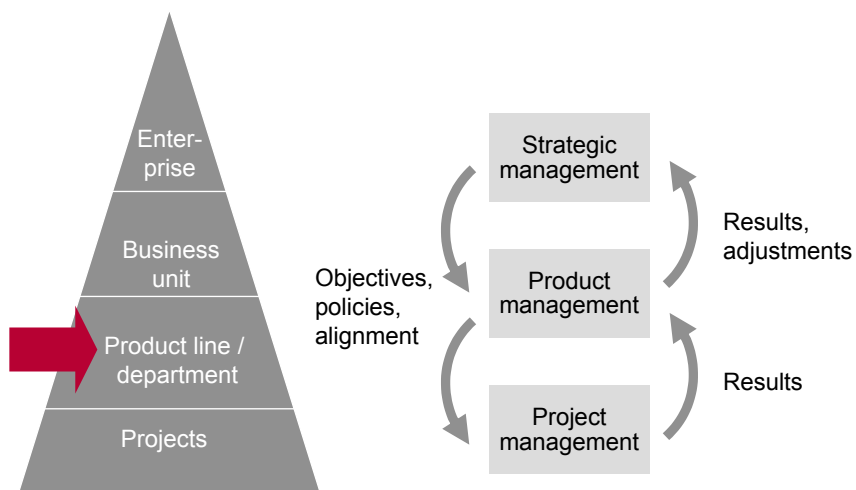 Enter-
prise
Business
unit
Product line /
department
Projects
Strategic
management
Objectives,
policies,
alignment
Product
management
Project
management
Results,
adjustments
Results